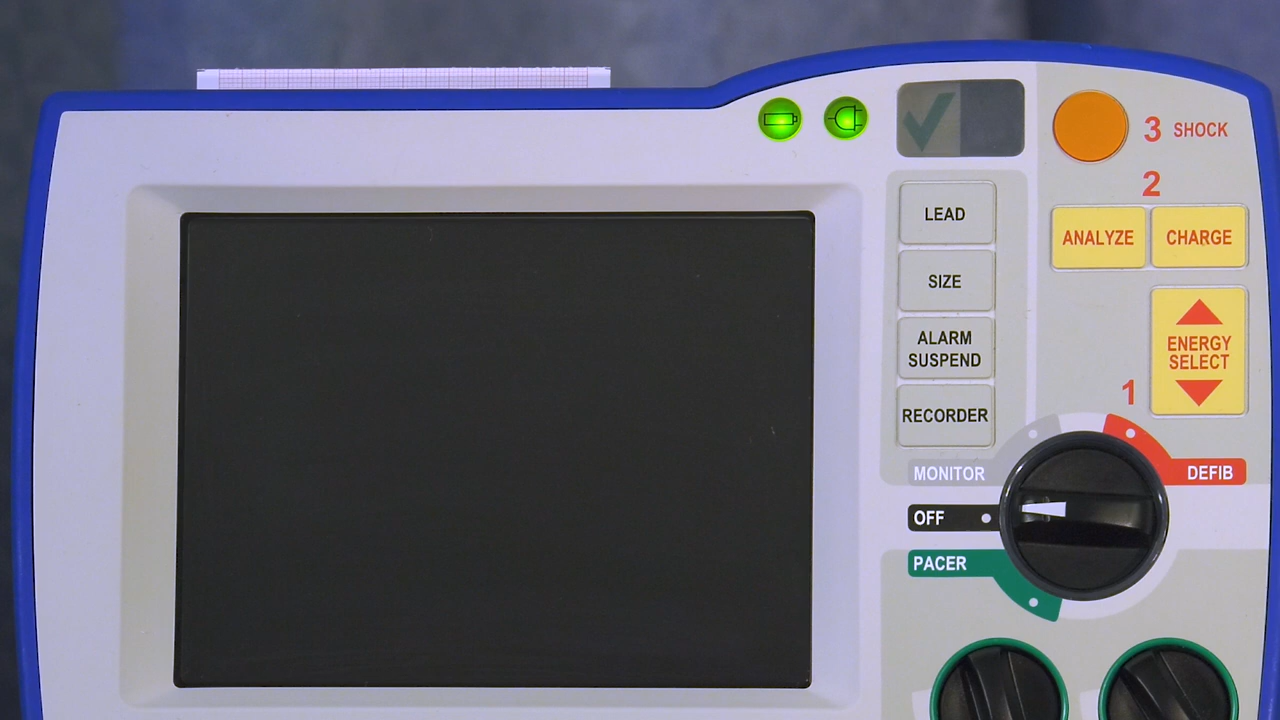 3 SHOCK
2
LEAD
ANALYZE
CHARGE
SIZE
ALARM
SUSPEND
ENERGY
SELECT
1
RECORDER
MONITOR
DEFIB
OFF
PACER